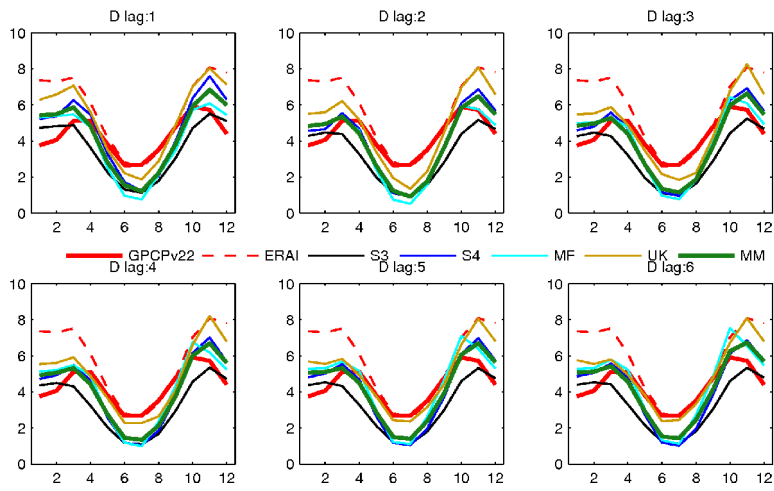 D lag:1 D lag:2 D lag:3
10 10 10
8 8 8
6 6 6
4 4 4
2 2 2
0 0 0
2 4 6 8 10 12 2 4 6 8 10 12 2 4 6 8 10 12
GPCPv22 ERAI S3 S4 MF UK MM
D lag:4 D lag:5 D lag:6
10 10 10
8 8 8
6 6 6
4 4 4
2 2 2
0 0 0
2 4 6 8 10 12 2 4 6 8 10 12 2 4 6 8 10 12